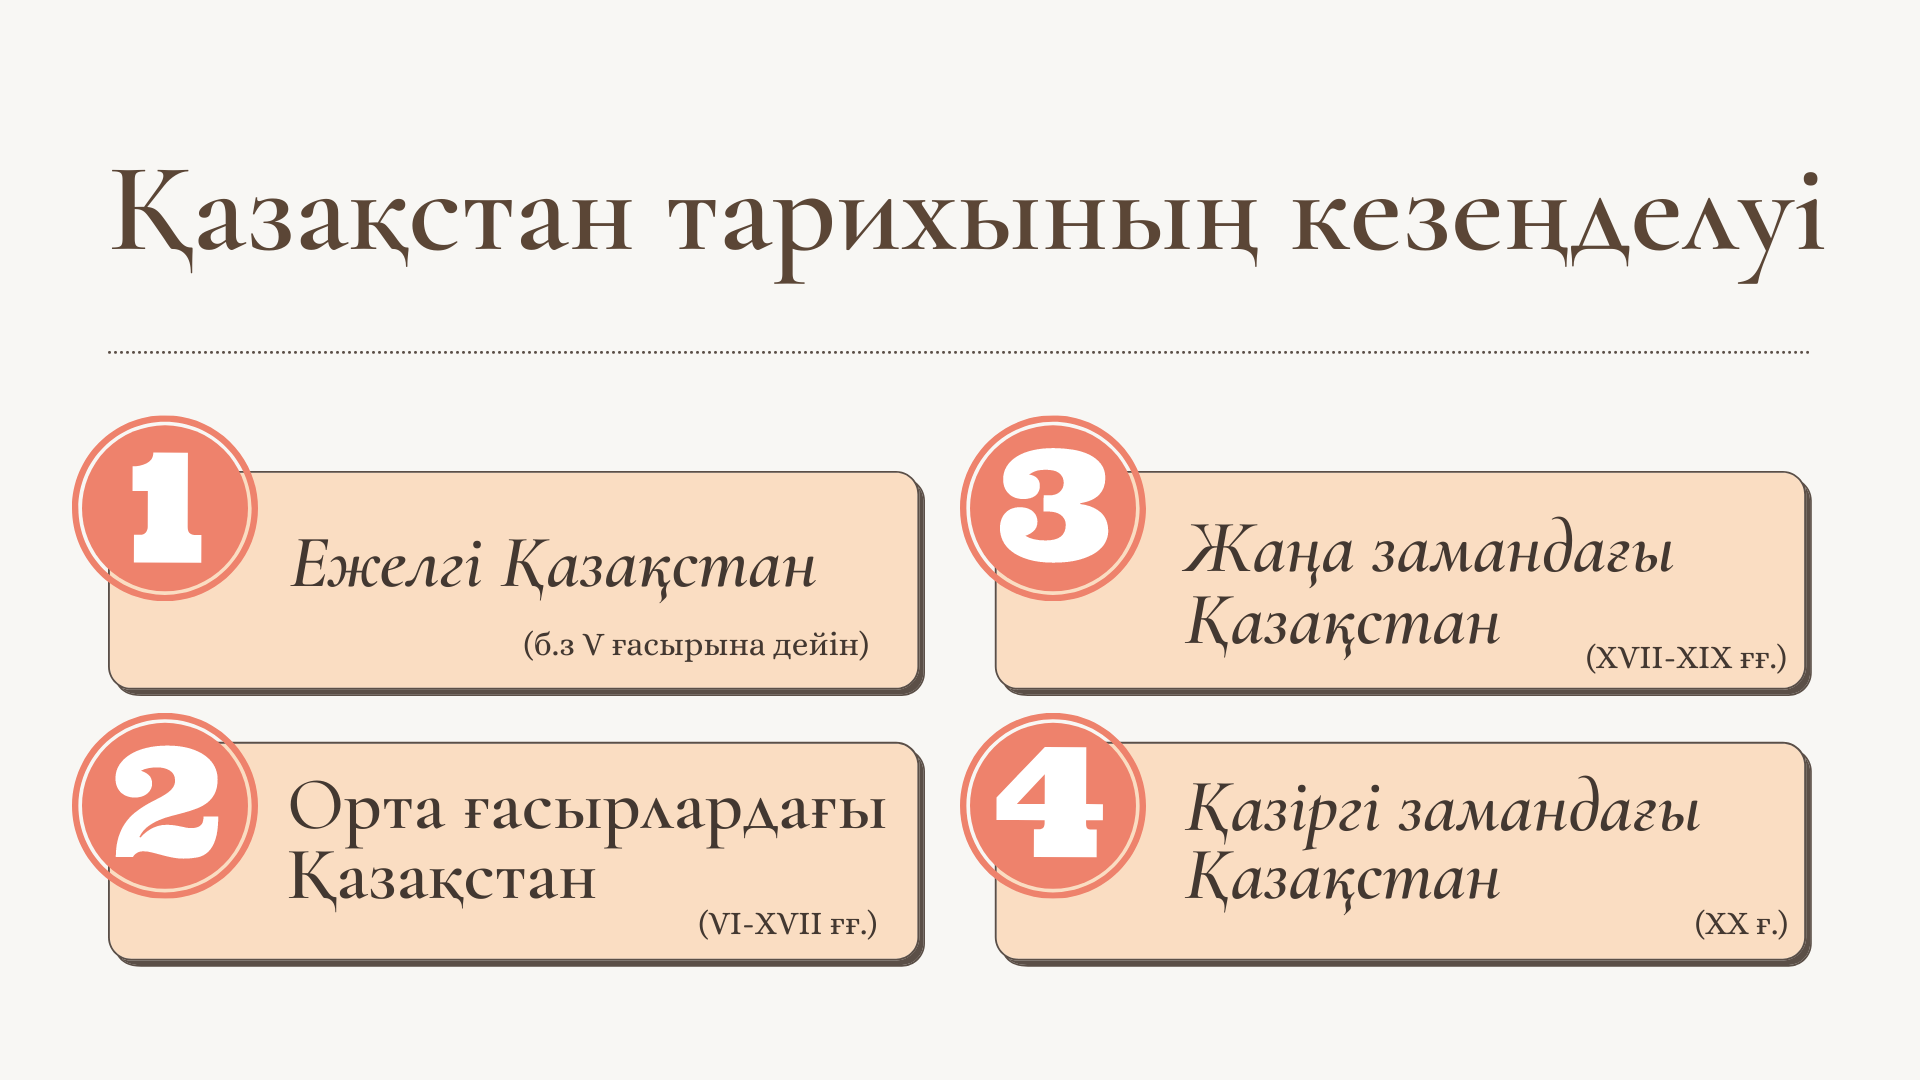 Қазақстан тарихының кезеңделуі
1
Ежелгі Қазақстан
(б.з V ғасырына дейін)
2
Орта ғасырлардағы
Қазақстан
(VI-XVII ғғ.)
3
Жаңа замандағы
Қазақстан
(XVII-XIX ғғ.)
4
Қазіргі замандағы
Қазақстан
(XX ғ.)